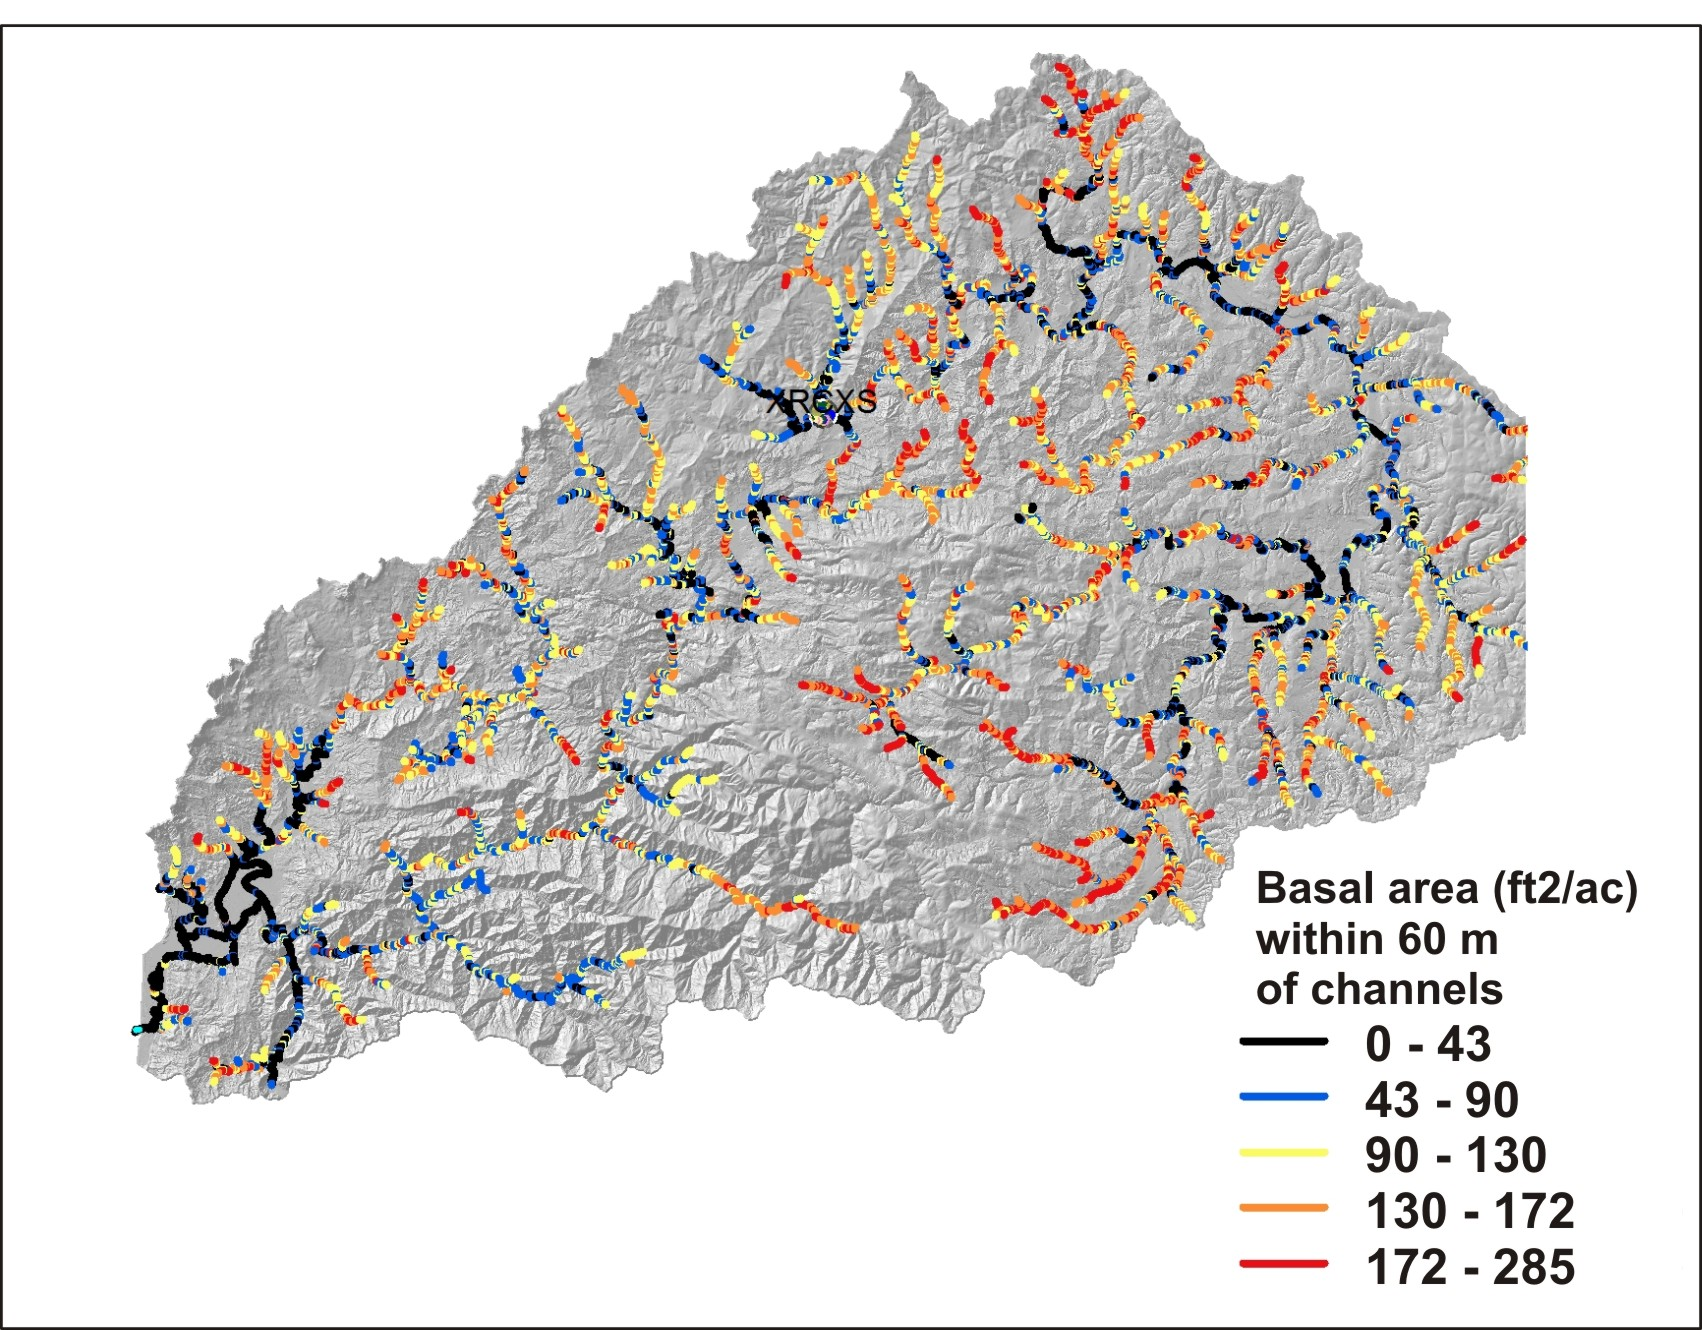 XRCXS
Basal area (ft2/ac)
within 60 m
of channels
0 - 43
43 - 90
90 - 130
130 - 172
172 - 285